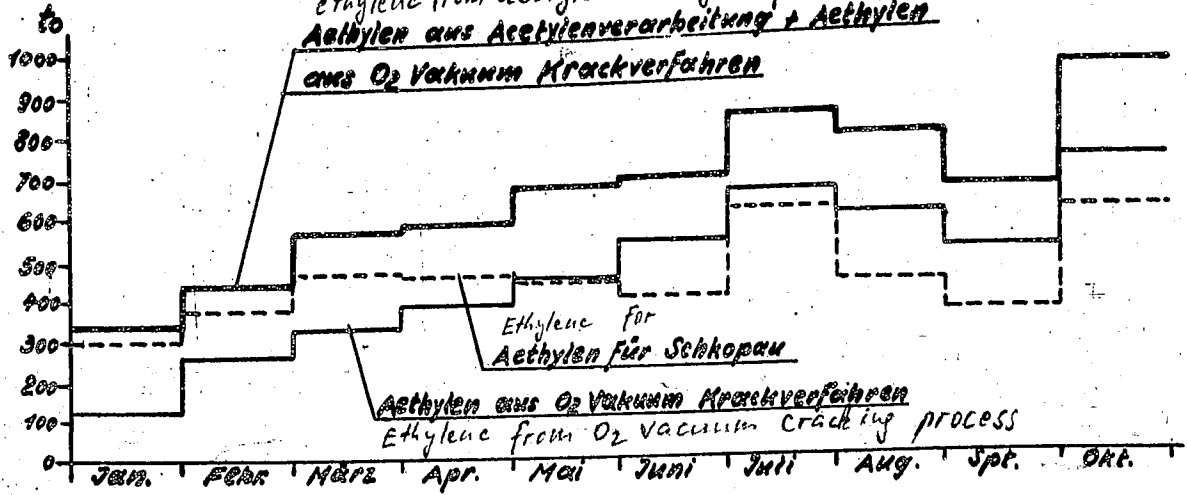 ethylene from
to
Aethylen aus Acetylenverarbeitung + Aethylen
aus O2 Vakuum Krackverfahren
1000
900
800
700
600
500
400
300
200
100
0
Ethylene for
Aethylen für Schkopau
Aethylen aus O2 Vakuum Krackverfahren
Ethylene from O2 Vacuum Cracking process
Jan. Febr. März Apr. Mai Juni Juli Aug. Spt. Okt.